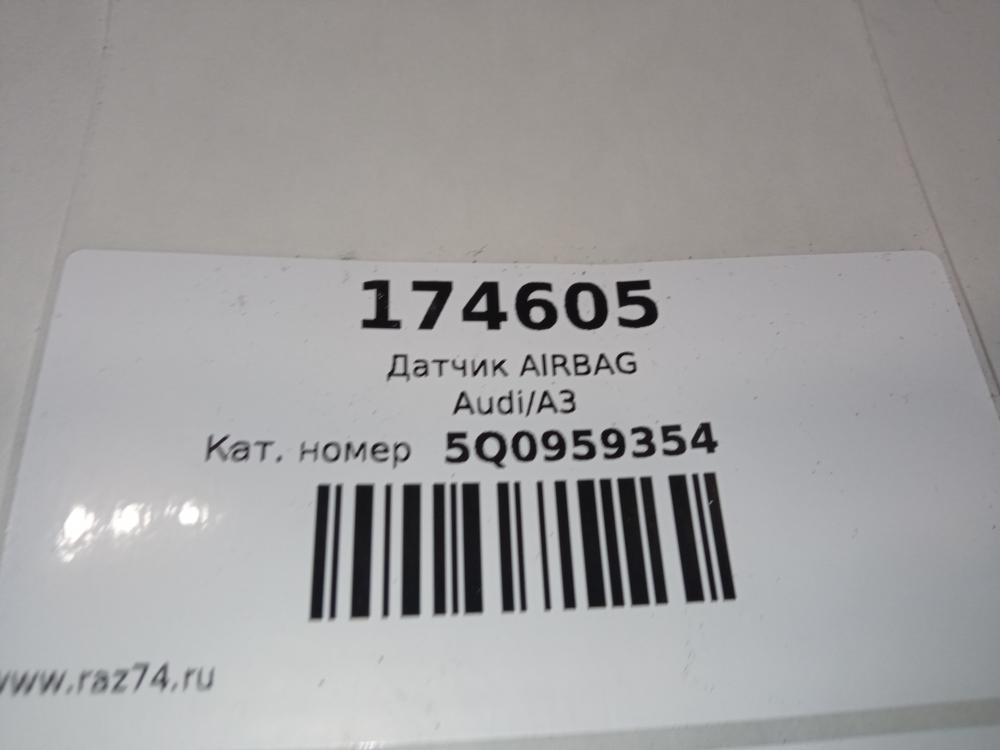 174605
Датчик AIRBAG
Audi/A3
Кат. номер 5Q0959354
www.raz74.ru